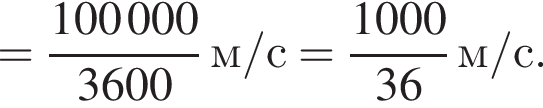 = 100 000/3600 м/с = 1000/36 м/с.